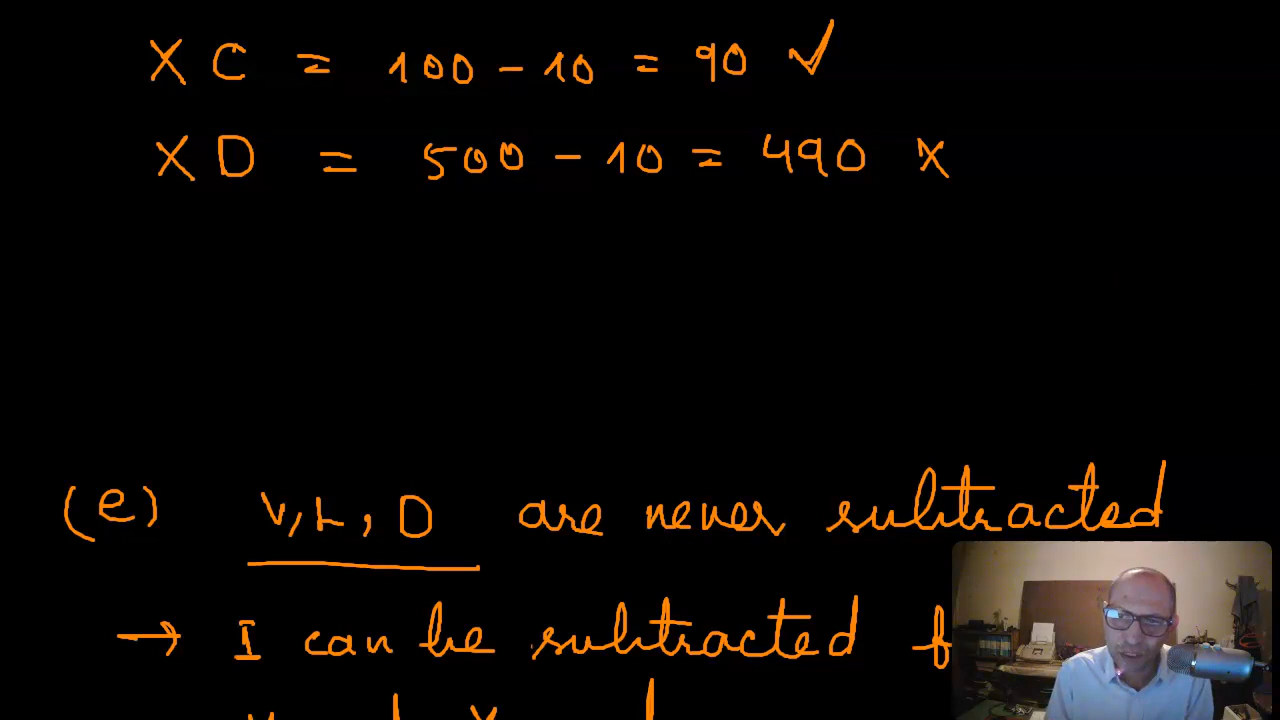 XC = 100 - 10 = 90 ✓
XD = 500 - 10 = 490 x
(e) V, L, D are never subtracted
→ I can be subtracted f